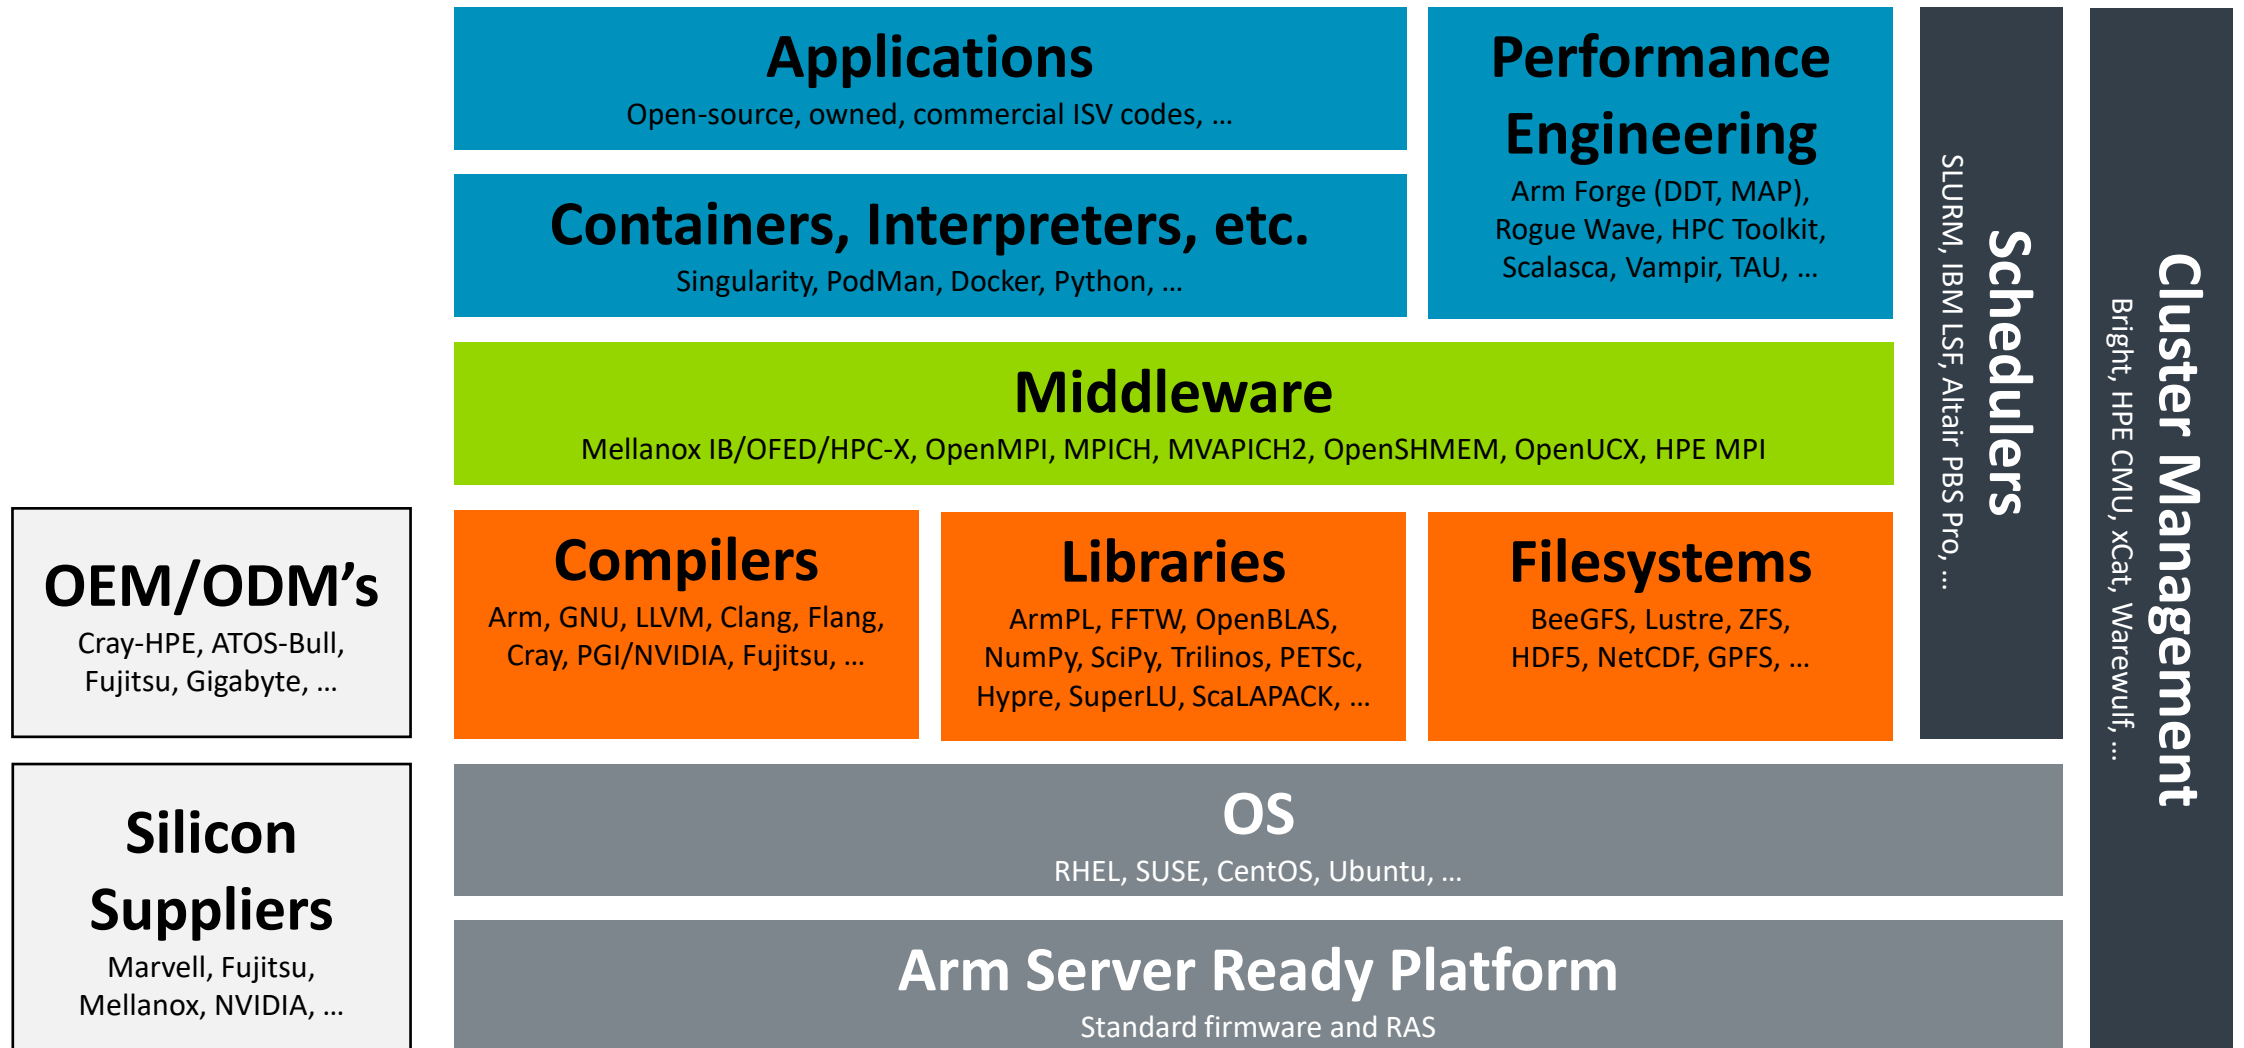 Applications
Open-source, owned, commercial ISV codes, ...
Performance
Engineering
Arm Forge (DDT, MAP),
Rogue Wave, HPC Toolkit,
Scalasca, Vampir, TAU, ...
Containers, Interpreters, etc.
Singularity, PodMan, Docker, Python, ...
Middleware
Mellanox IB/OFED/HPC-X, OpenMPI, MPICH, MVAPICH2, OpenSHMEM, OpenUCX, HPE MPI
OEM/ODM’s
Cray-HPE, ATOS-Bull,
Fujitsu, Gigabyte, ...
Compilers
Arm, GNU, LLVM, Clang, Flang,
Cray, PGI/NVIDIA, Fujitsu, ...
Libraries
ArmPL, FFTW, OpenBLAS,
NumPy, SciPy, Trilinos, PETSc,
Hypre, SuperLU, ScaLAPACK, ...
Filesystems
BeeGFS, Lustre, ZFS,
HDF5, NetCDF, GPFS, ...
Schedulers
SLURM, IBM LSF, Altair PBS Pro, ...
Cluster Management
Bright, HPE CMU, xCat, Warewulf, ...
Silicon
Suppliers
Marvell, Fujitsu,
Mellanox, NVIDIA, ...
OS
RHEL, SUSE, CentOS, Ubuntu, ...
Arm Server Ready Platform
Standard firmware and RAS